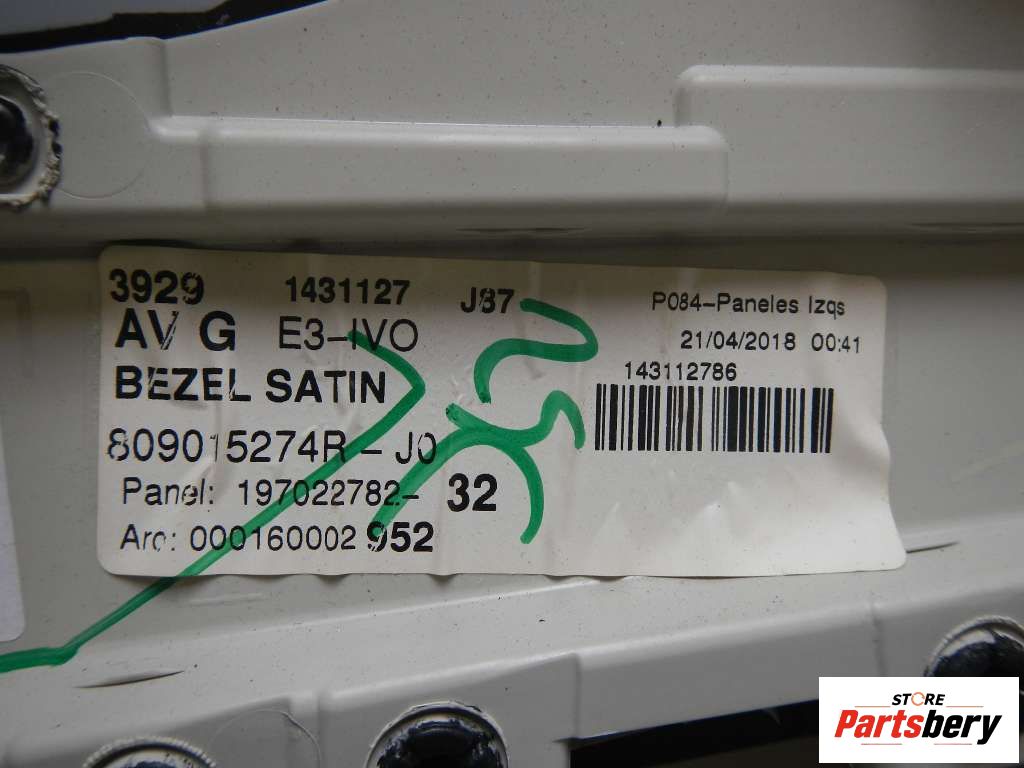 3929 1431127 J87 P084-Paneles Izqs
AV G E3-IVO 21/04/2018 00:41
BEZEL SATIN 143112786
809015274R - J0
Panel: 197022782- 32
Arc: 000160002 952
STORE
Partsbery